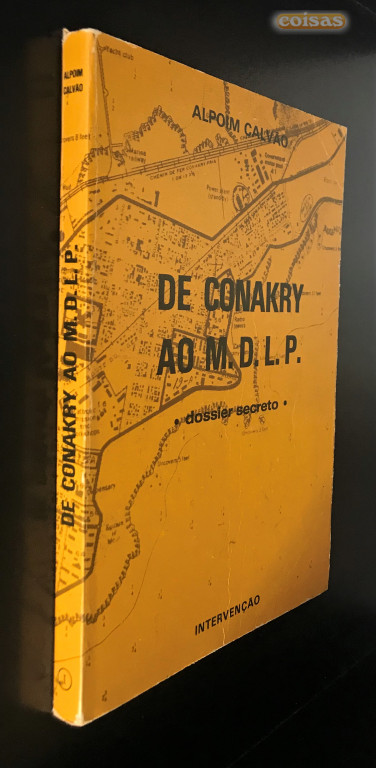 coisas
ALPOIM
CALVÃO
DE CONAKRY AO M.D.L.P.
ALPOIM CALVÃO
DE CONAKRY
AO M.D.L.P.
• dossier secreto •
INTERVENÇÃO